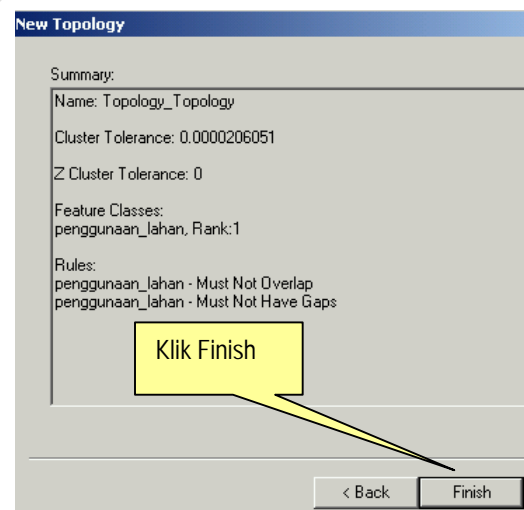 New Topology
Summary:
Name: Topology_Topology
Cluster Tolerance: 0.0000206051
Z Cluster Tolerance: 0
Feature Classes:
penggunaan_lahan, Rank:1
Rules:
penggunaan_lahan - Must Not Overlap
penggunaan_lahan - Must Not Have Gaps
Klik Finish
< Back
Finish